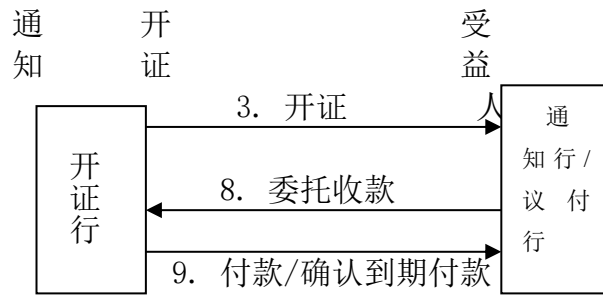 通 开 受
知 证 益
人
3. 开证
通
知行/
议付
行
开
证
行
8. 委托收款
9. 付款/确认到期付款